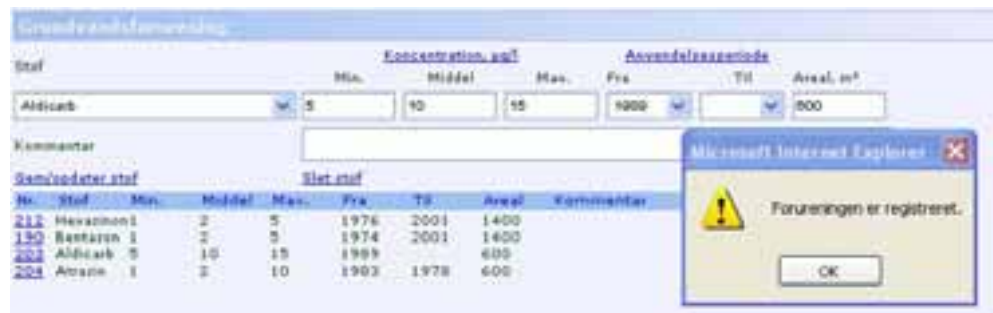 Grundvandsforurening
Stof
Koncentration, µg/l
Anvendelsesperiode
Min. Middel Max. Fra Til Areal, m²
Aldicarb 5 10 15 1989 600
Kommentar
Gem/opdater stof Slet stof
Nr. Stof Min. Middel Max. Fra Til Areal Kommentar
212 Hexazinon 1 2 5 1976 2001 1400
190 Bentazon 1 2 5 1974 2001 1400
203 Aldicarb 5 10 15 1989 600
204 Atrazin 1 2 10 1983 1978 600
Microsoft Internet Explorer
Forureningen er registreret.
OK